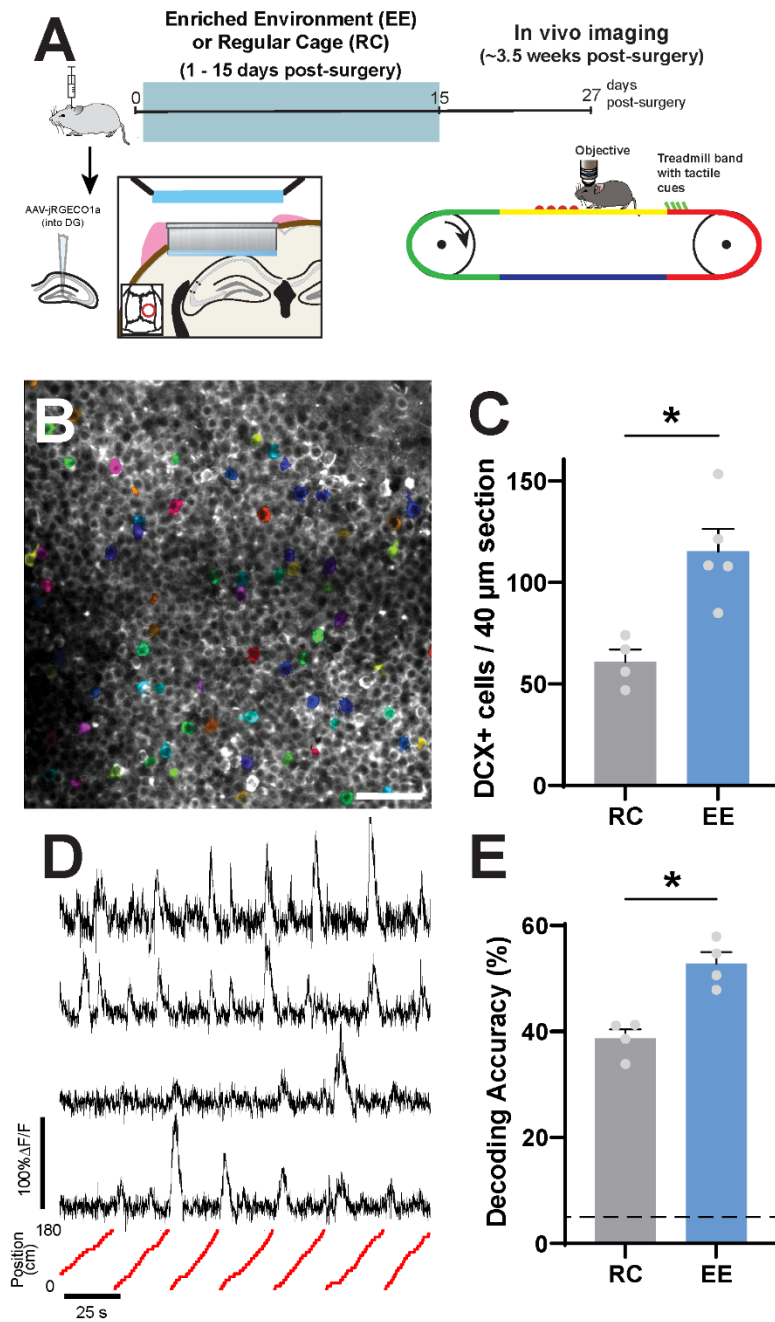 A
Enriched Environment (EE)
or Regular Cage (RC)
(1 - 15 days post-surgery)
In vivo imaging
(~3.5 weeks post-surgery)
0
15
27
days
post-surgery
AAV-jRGECO1a
(into DG)
Objective
Treadmill band
with tactile
cues
B
C
*
DCX+ cells / 40 µm section
150
100
50
0
RC
EE
D
100%ΔF/F
180
Position
(cm)
0
25 s
E
*
Decoding Accuracy (%)
60
40
20
0
RC
EE